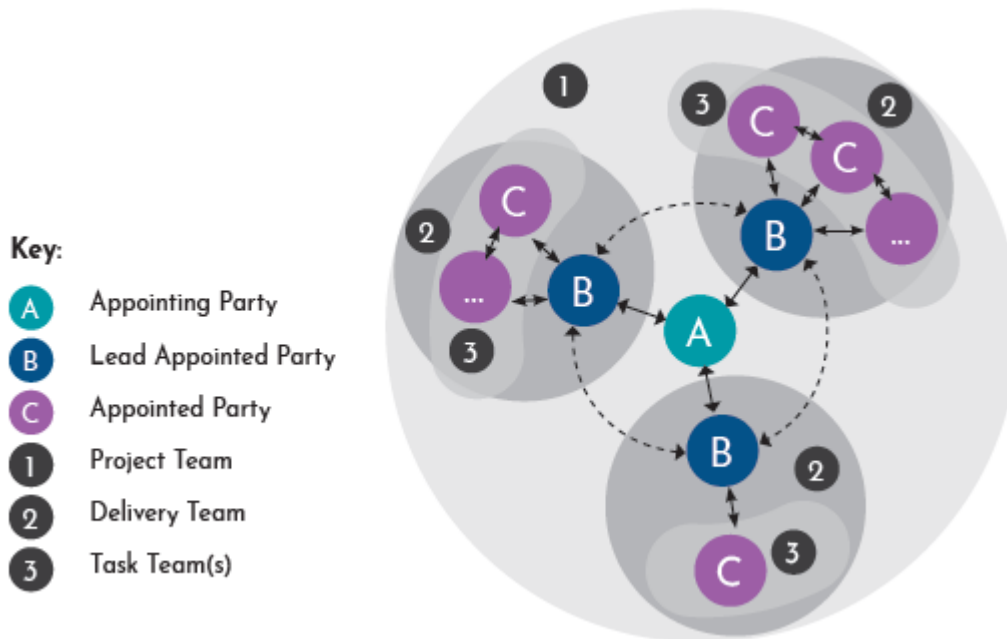 Key:
A Appointing Party
B Lead Appointed Party
C Appointed Party
1 Project Team
2 Delivery Team
3 Task Team(s)
1
3 2
C
C
...
B
2
C
...
B
3
A
B
2
C
3